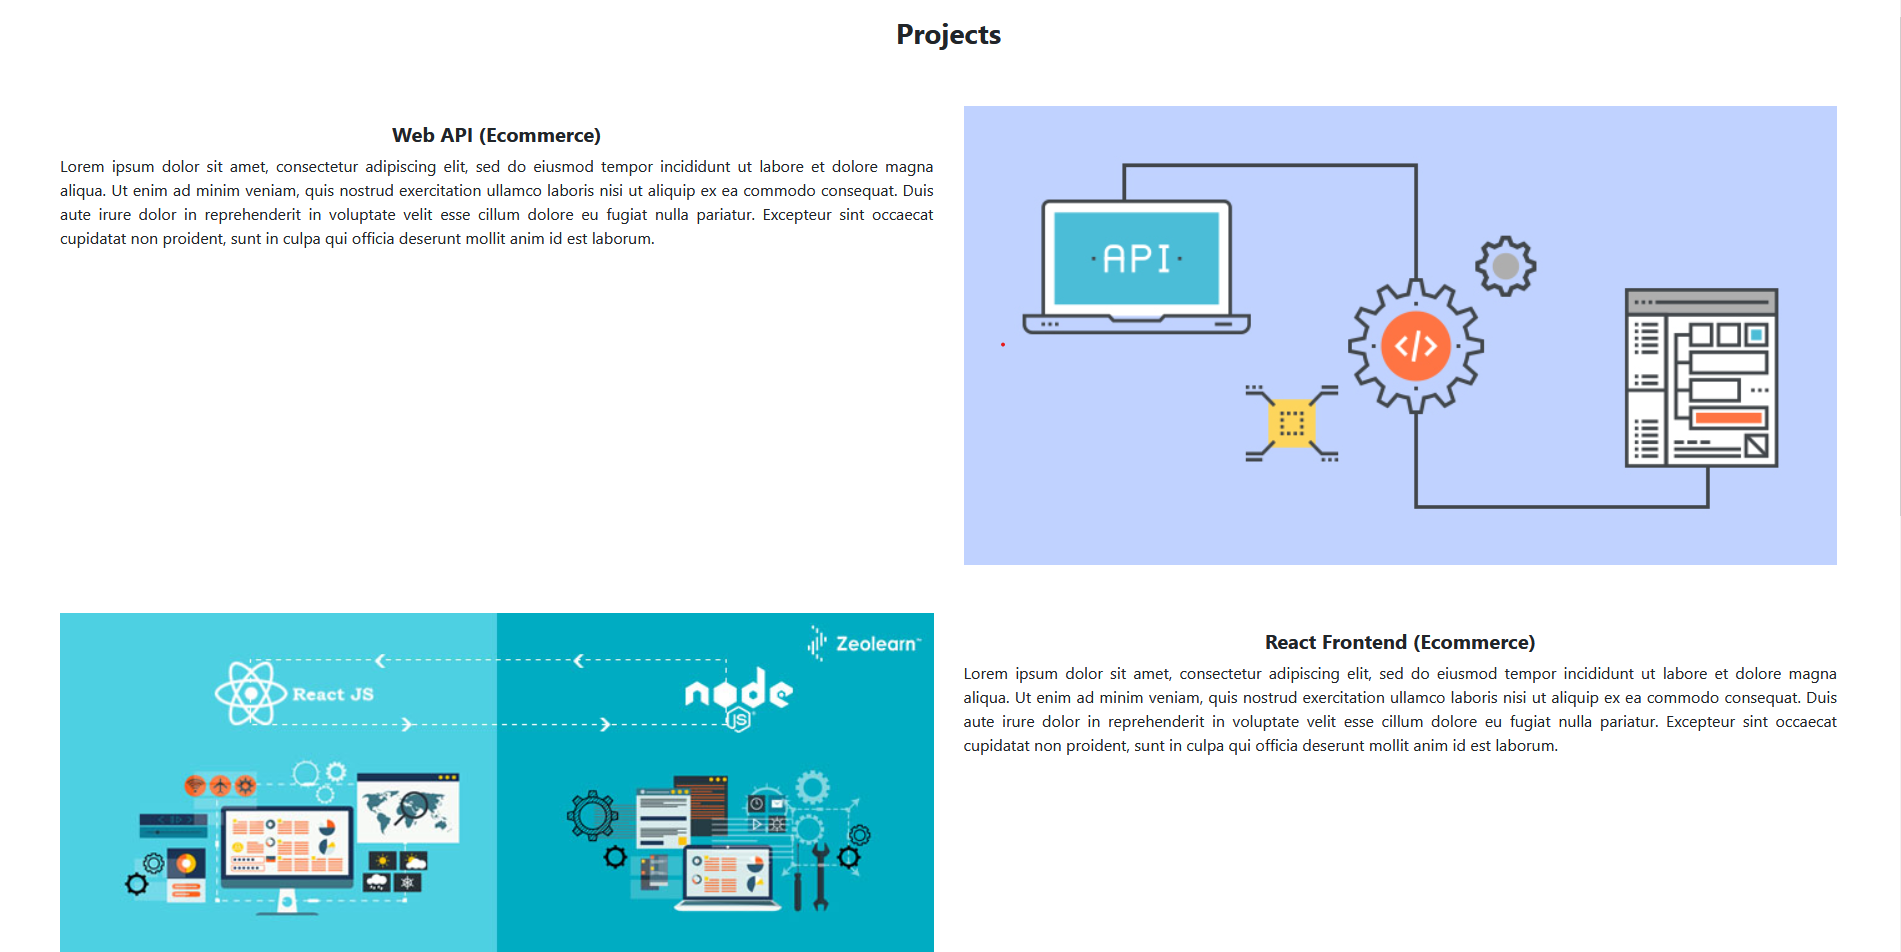 Projects
Web API (Ecommerce)
Lorem ipsum dolor sit amet, consectetur adipiscing elit, sed do eiusmod tempor incididunt ut labore et dolore magna
aliqua. Ut enim ad minim veniam, quis nostrud exercitation ullamco laboris nisi ut aliquip ex ea commodo consequat. Duis
aute irure dolor in reprehenderit in voluptate velit esse cillum dolore eu fugiat nulla pariatur. Excepteur sint occaecat
cupidatat non proident, sunt in culpa qui officia deserunt mollit anim id est laborum.
API
</>
Zeolearn™
React JS
node
JS
React Frontend (Ecommerce)
Lorem ipsum dolor sit amet, consectetur adipiscing elit, sed do eiusmod tempor incididunt ut labore et dolore magna
aliqua. Ut enim ad minim veniam, quis nostrud exercitation ullamco laboris nisi ut aliquip ex ea commodo consequat. Duis
aute irure dolor in reprehenderit in voluptate velit esse cillum dolore eu fugiat nulla pariatur. Excepteur sint occaecat
cupidatat non proident, sunt in culpa qui officia deserunt mollit anim id est laborum.